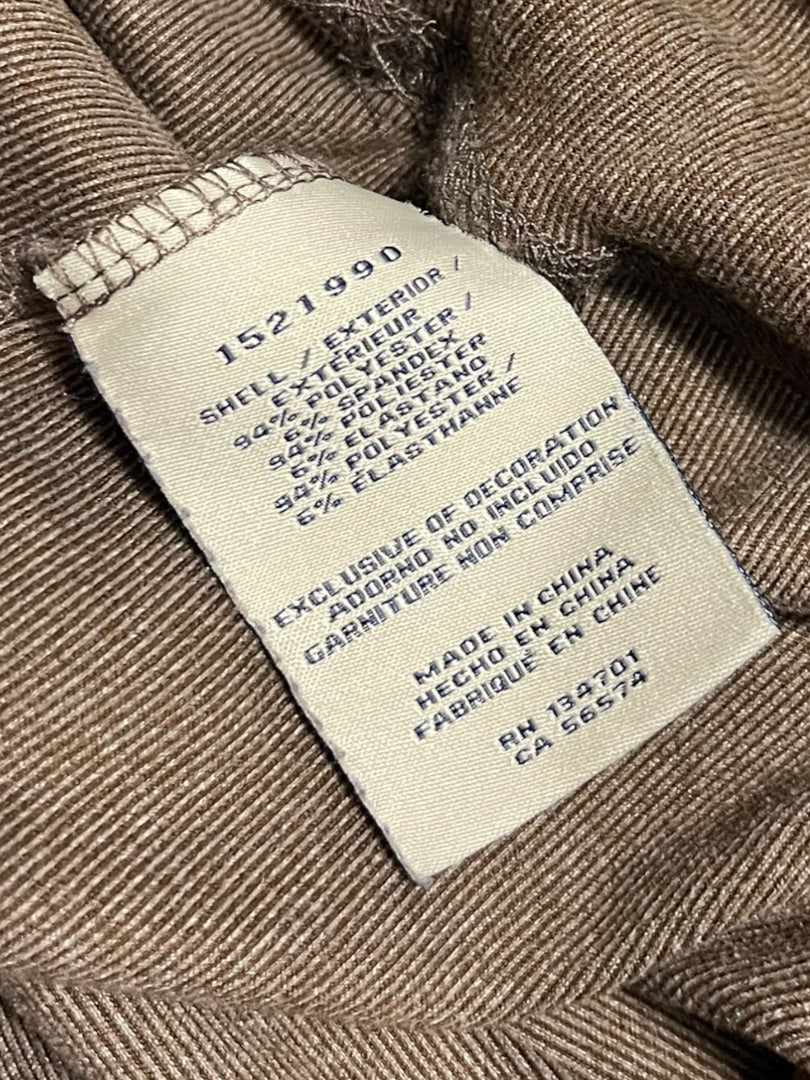 1521990
SHELL / EXTERIOR /
EXTÉRIEUR
94% POLYESTER /
6% SPANDEX
94% POLIESTER
6% ELASTANO
94% POLYESTER /
6% ÉLASTHANNE
EXCLUSIVE OF DECORATION
ADORNO NO INCLUIDO
GARNITURE NON COMPRISE
MADE IN CHINA
HECHO EN CHINA
FABRIQUÉ EN CHINE
RN 134701
CA 56574